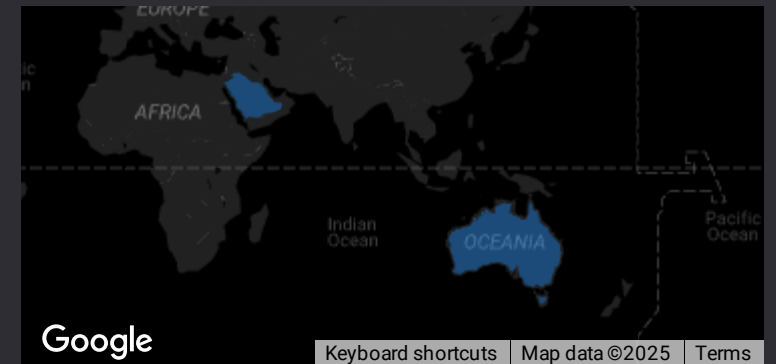 EUROPE
AFRICA
Indian
Ocean
OCEANIA
Pacific
Ocean
Google
Keyboard shortcuts
Map data ©2025
Terms